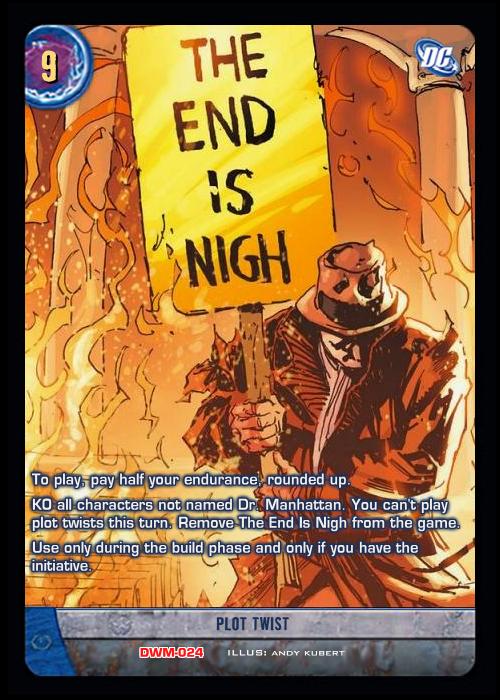 9
DC
THE
END
IS
NIGH
To play, pay half your endurance, rounded up.
KO all characters not named Dr. Manhattan. You can't play
plot twists this turn. Remove The End Is Nigh from the game.
Use only during the build phase and only if you have the
initiative.
PLOT TWIST
DWM-024 ILLUS: ANDY KUBERT